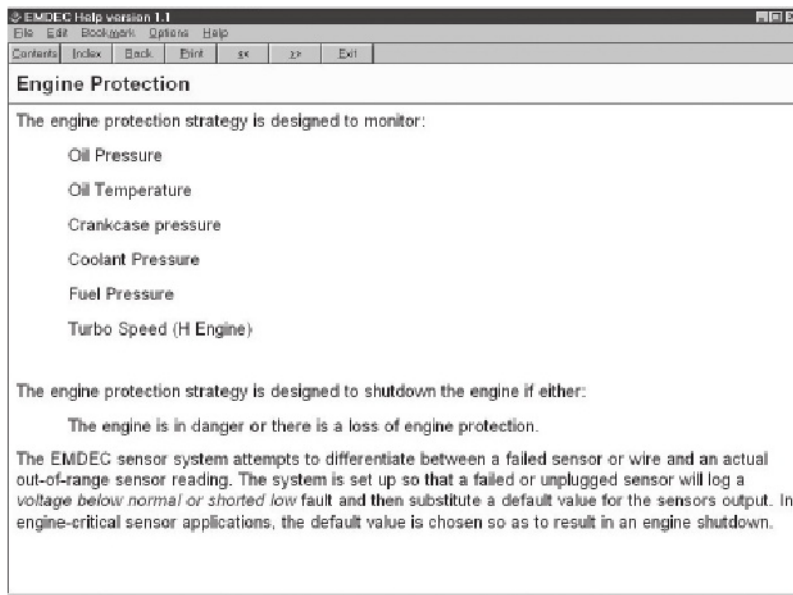 EMDEC Help version 1.1
File Edit Bookmark Options Help
Contents Index Back Print << >> Exit
Engine Protection
The engine protection strategy is designed to monitor:
Oil Pressure
Oil Temperature
Crankcase pressure
Coolant Pressure
Fuel Pressure
Turbo Speed (H Engine)
The engine protection strategy is designed to shutdown the engine if either:
The engine is in danger or there is a loss of engine protection.
The EMDEC sensor system attempts to differentiate between a failed sensor or wire and an actual
out-of-range sensor reading. The system is set up so that a failed or unplugged sensor will log a
voltage below normal or shorted low fault and then substitute a default value for the sensors output. In
engine-critical sensor applications, the default value is chosen so as to result in an engine shutdown.